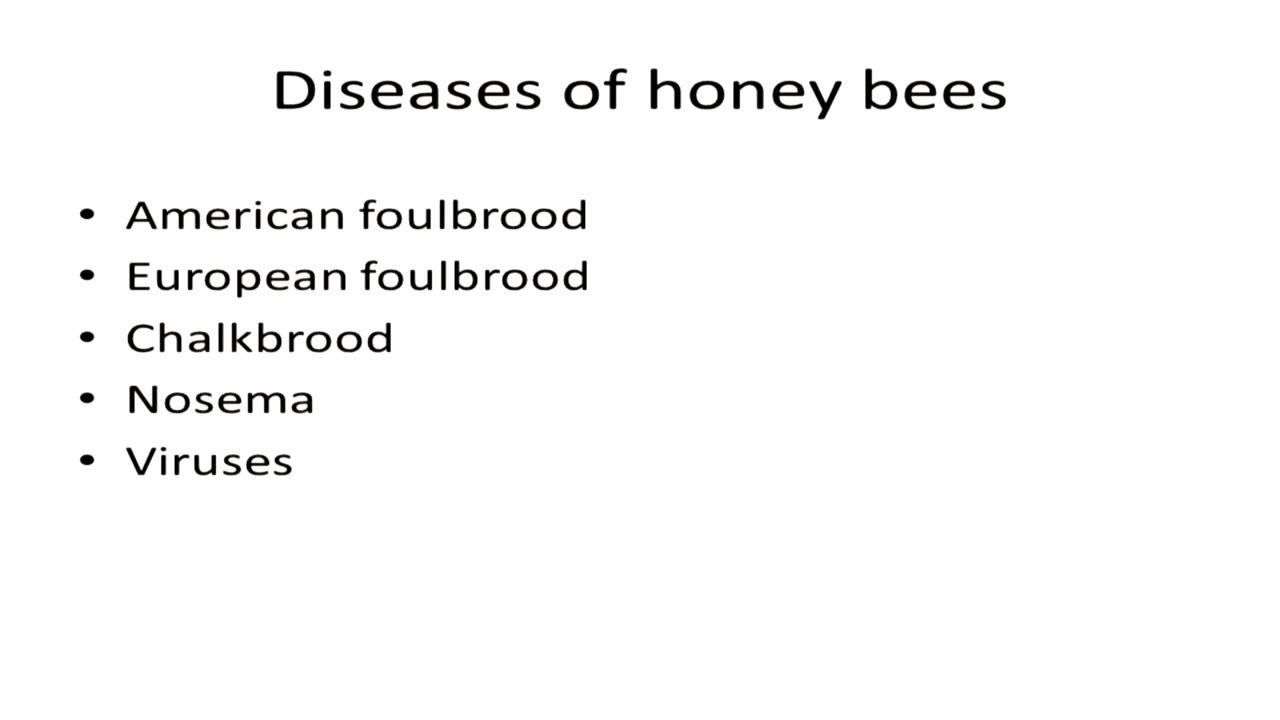 Diseases of honey bees
• American foulbrood
• European foulbrood
• Chalkbrood
• Nosema
• Viruses